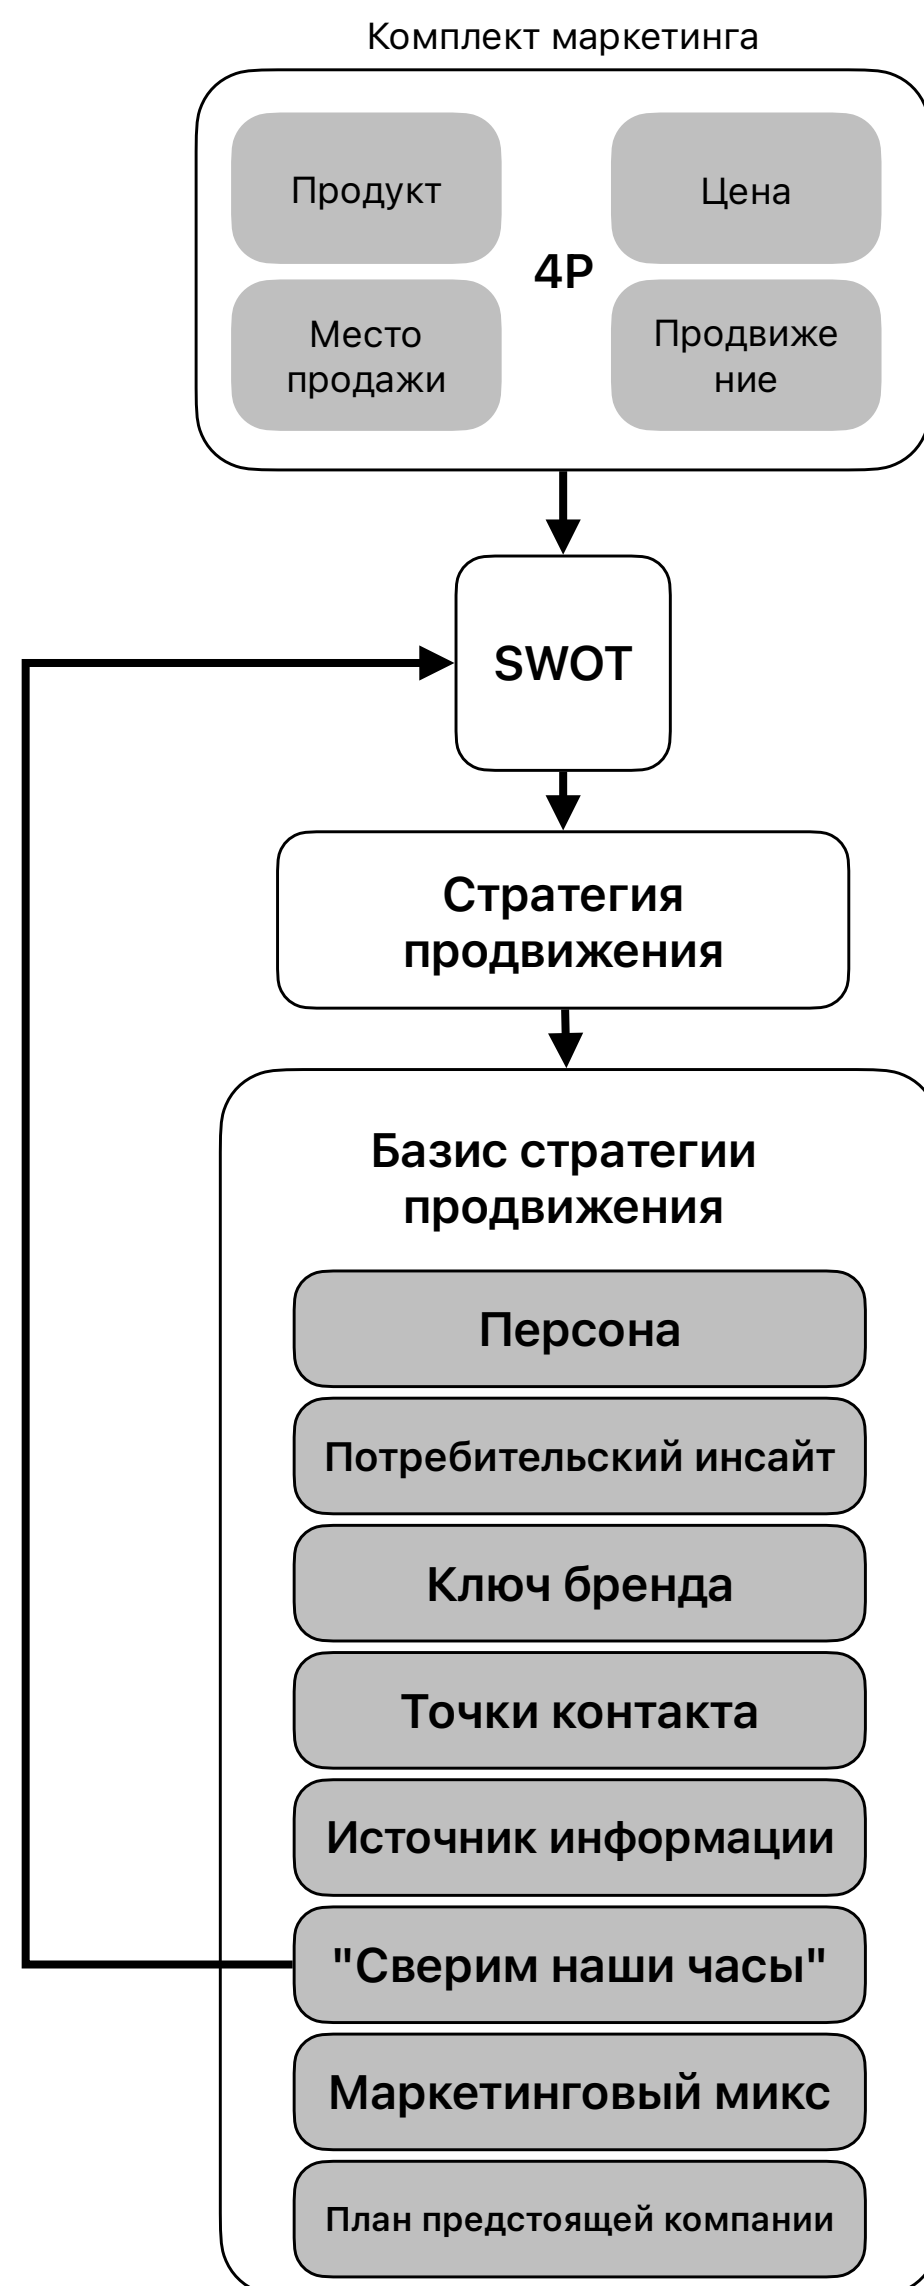 Комплект маркетинга
Продукт
Цена
4P
Место
продажи
Продвиже
ние
SWOT
Стратегия
продвижения
Базис стратегии
продвижения
Персона
Потребительский инсайт
Ключ бренда
Точки контакта
Источник информации
"Сверим наши часы"
Маркетинговый микс
План предстоящей компании